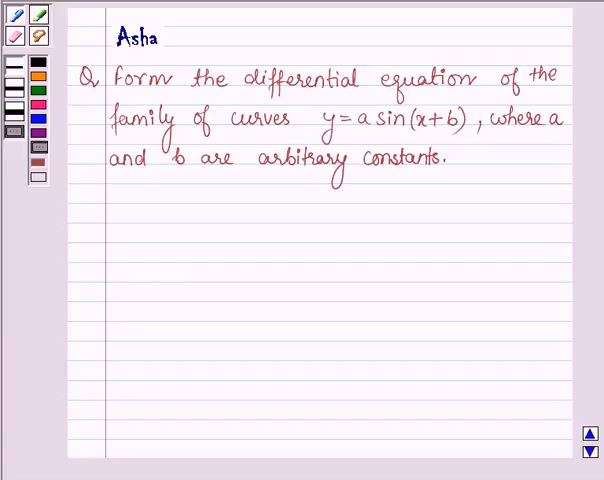 Asha
Q Form the differential equation of the
family of curves y = a sin(x+b), where a
and b are arbitrary constants.